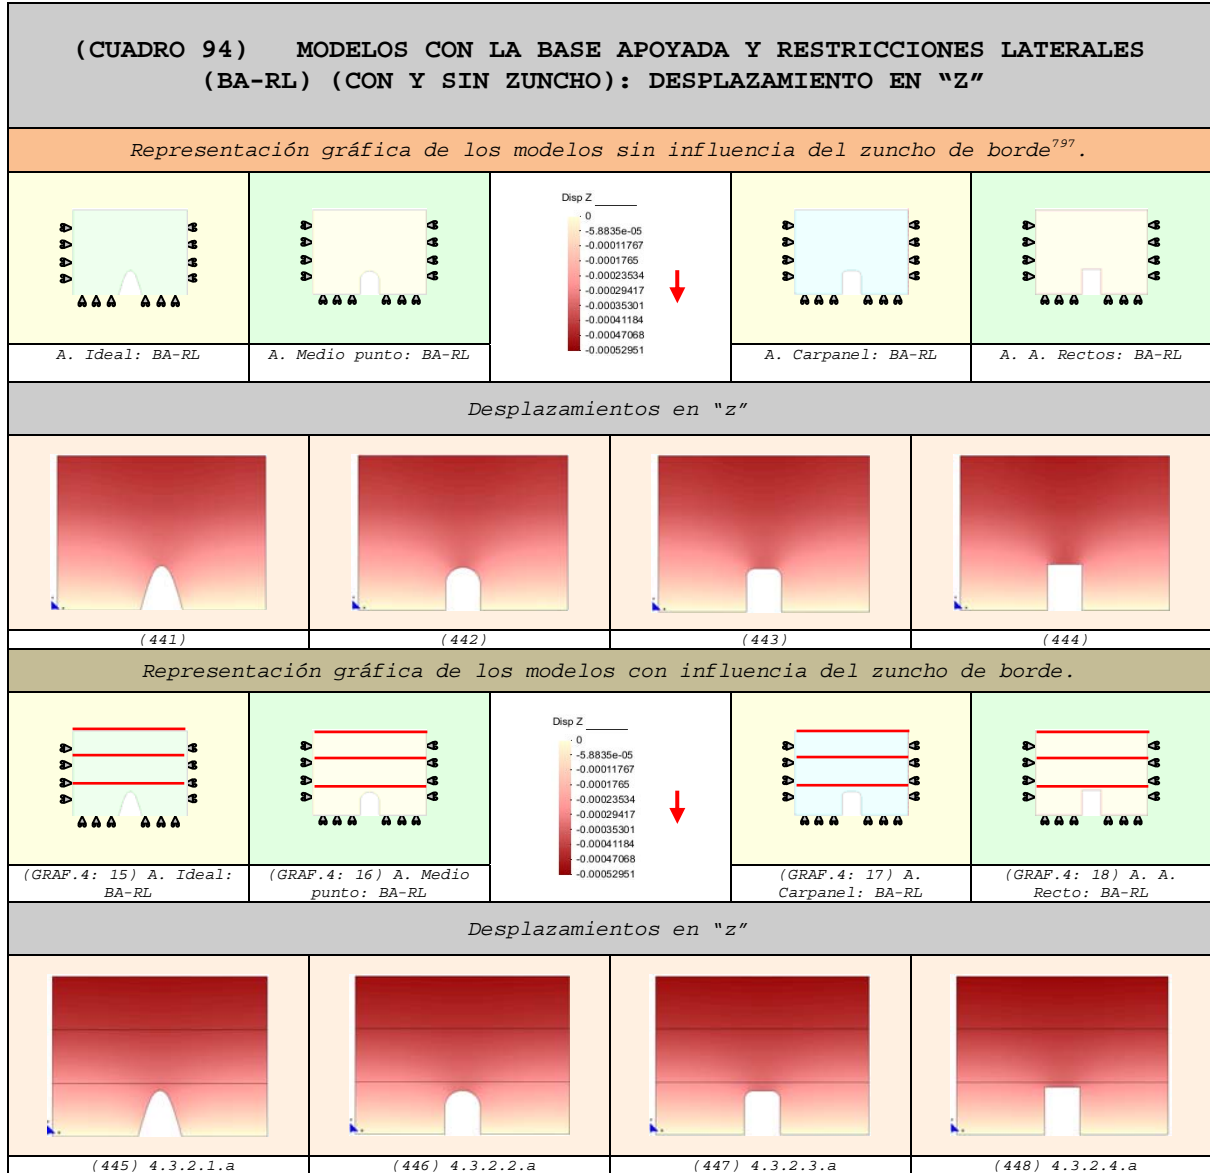 (CUADRO 94) MODELOS CON LA BASE APOYADA Y RESTRICCIONES LATERALES
(BA-RL) (CON Y SIN ZUNCHO): DESPLAZAMIENTO EN “Z”
Representación gráfica de los modelos sin influencia del zuncho de borde797.
A. Ideal: BA-RL
A. Medio punto: BA-RL
Disp Z
0
-5.8835e-05
-0.00011767
-0.0001765
-0.00023534
-0.00029417
-0.00035301
-0.00041184
-0.00047068
-0.00052951
A. Carpanel: BA-RL
A. A. Rectos: BA-RL
Desplazamientos en “z”
(441)
(442)
(443)
(444)
Representación gráfica de los modelos con influencia del zuncho de borde.
(GRAF.4: 15) A. Ideal:
BA-RL
(GRAF.4: 16) A. Medio
punto: BA-RL
Disp Z
0
-5.8835e-05
-0.00011767
-0.0001765
-0.00023534
-0.00029417
-0.00035301
-0.00041184
-0.00047068
-0.00052951
(GRAF.4: 17) A.
Carpanel: BA-RL
(GRAF.4: 18) A. A.
Recto: BA-RL
Desplazamientos en “z”
(445) 4.3.2.1.a
(446) 4.3.2.2.a
(447) 4.3.2.3.a
(448) 4.3.2.4.a